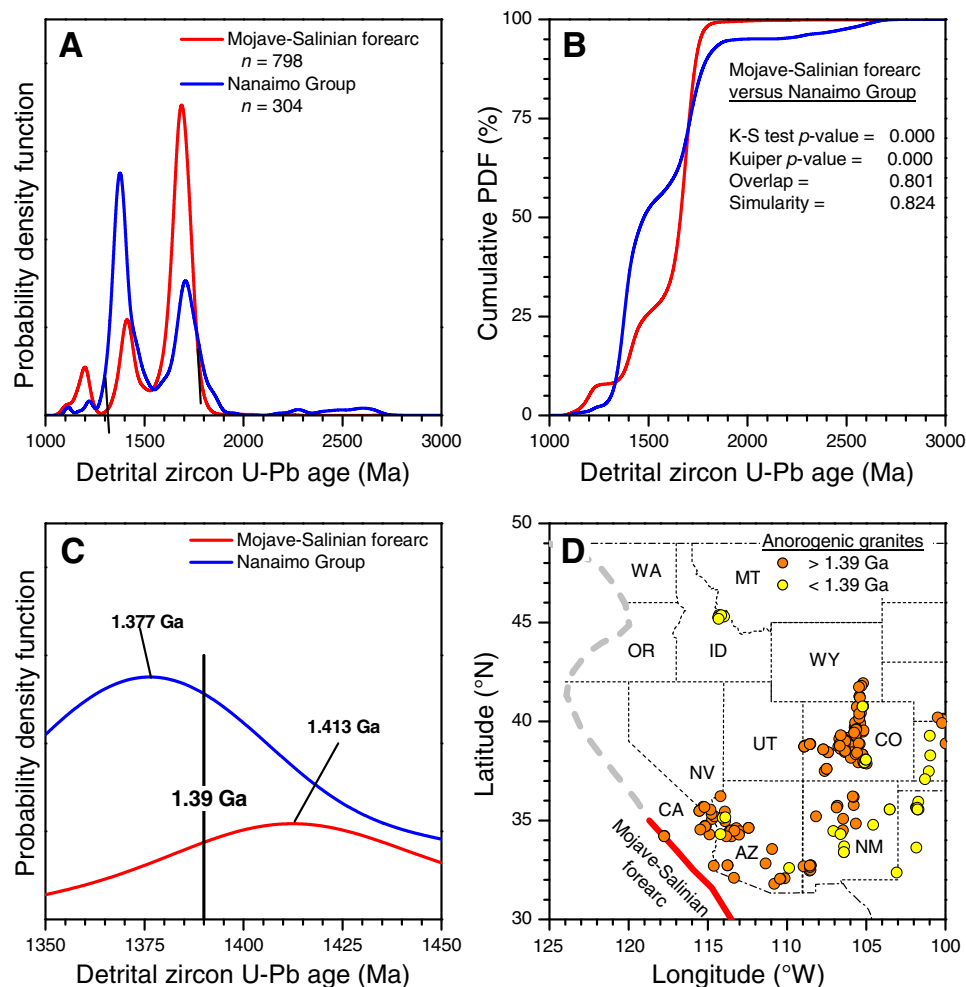 A
Mojave-Salinian forearc
n = 798
Nanaimo Group
n = 304
Probability density function
1000 1500 2000 2500 3000
Detrital zircon U-Pb age (Ma)
B
100
75
50
25
0
Cumulative PDF (%)
Mojave-Salinian forearc
versus Nanaimo Group
K-S test p-value = 0.000
Kuiper p-value = 0.000
Overlap = 0.801
Simularity = 0.824
1000 1500 2000 2500 3000
Detrital zircon U-Pb age (Ma)
C
Mojave-Salinian forearc
Nanaimo Group
1.377 Ga
1.413 Ga
1.39 Ga
Probability density function
1350 1375 1400 1425 1450
Detrital zircon U-Pb age (Ma)
D
Anorogenic granites
> 1.39 Ga
< 1.39 Ga
50
45
40
35
30
Latitude (°N)
WA
MT
OR
ID
WY
UT
CO
NV
CA
AZ
NM
Mojave-Salinian
forearc
125 120 115 110 105 100
Longitude (°W)